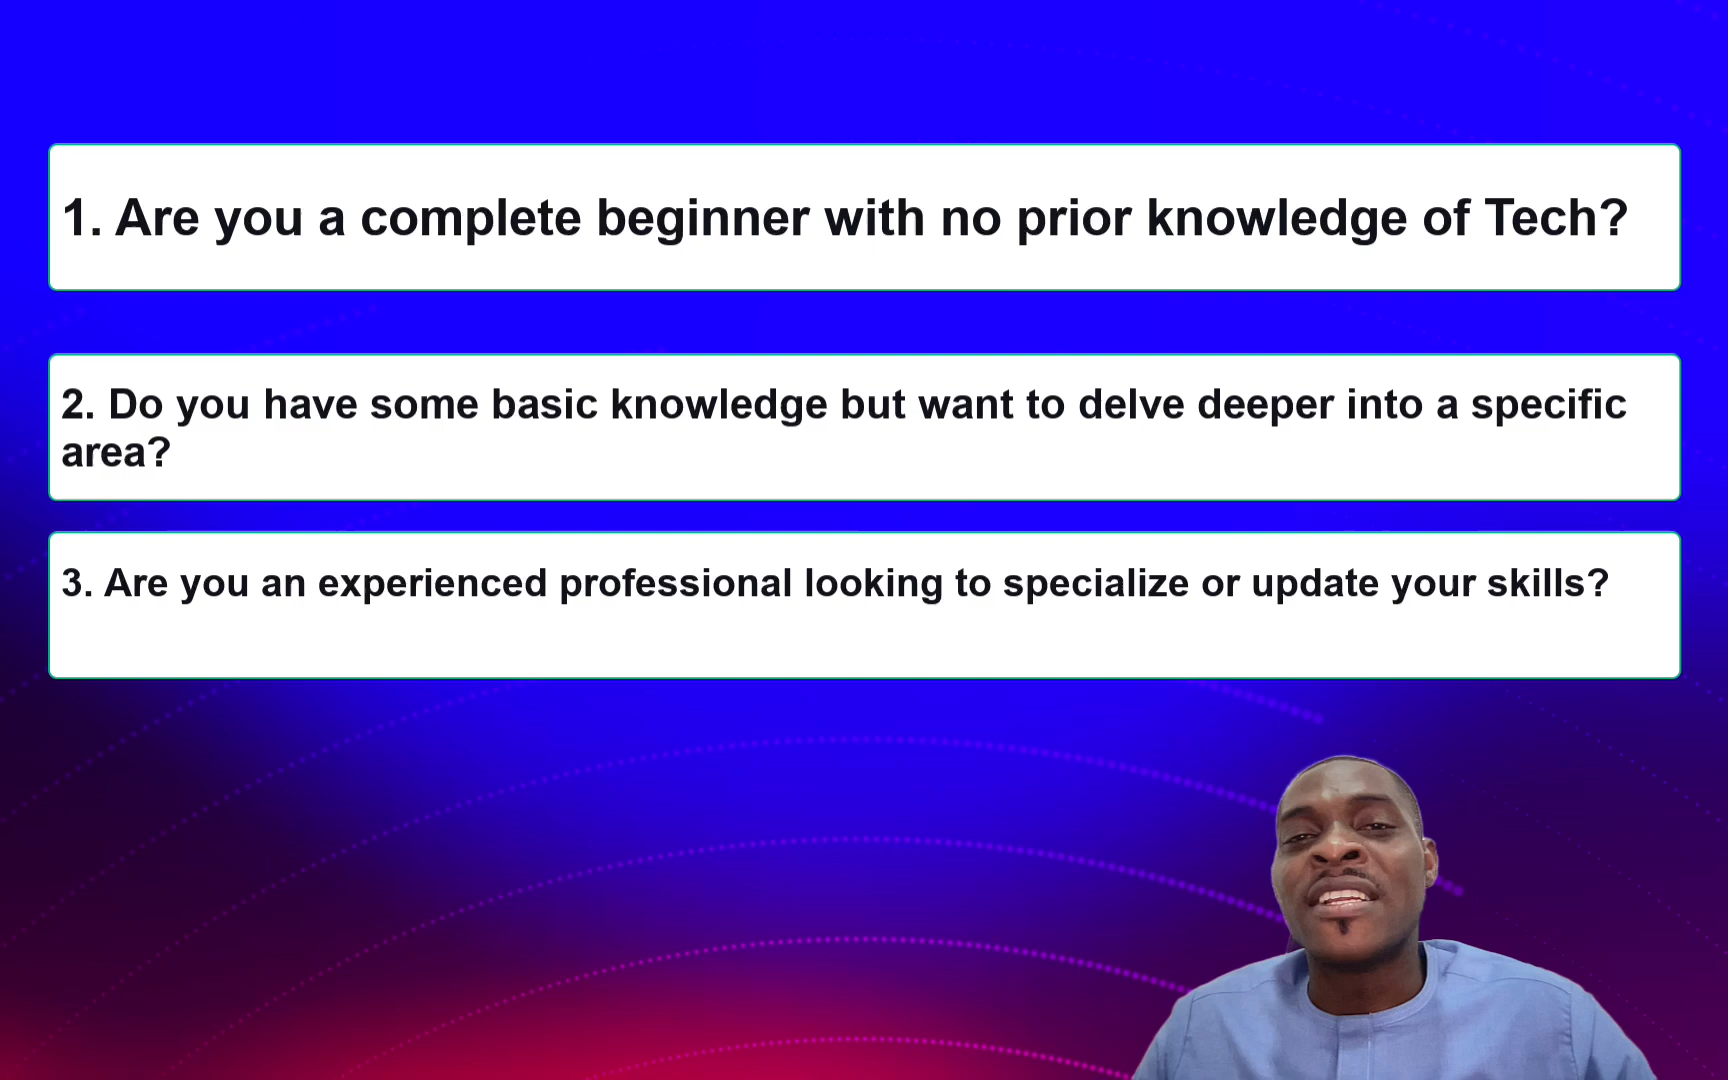 1. Are you a complete beginner with no prior knowledge of Tech?
2. Do you have some basic knowledge but want to delve deeper into a specific
area?
3. Are you an experienced professional looking to specialize or update your skills?